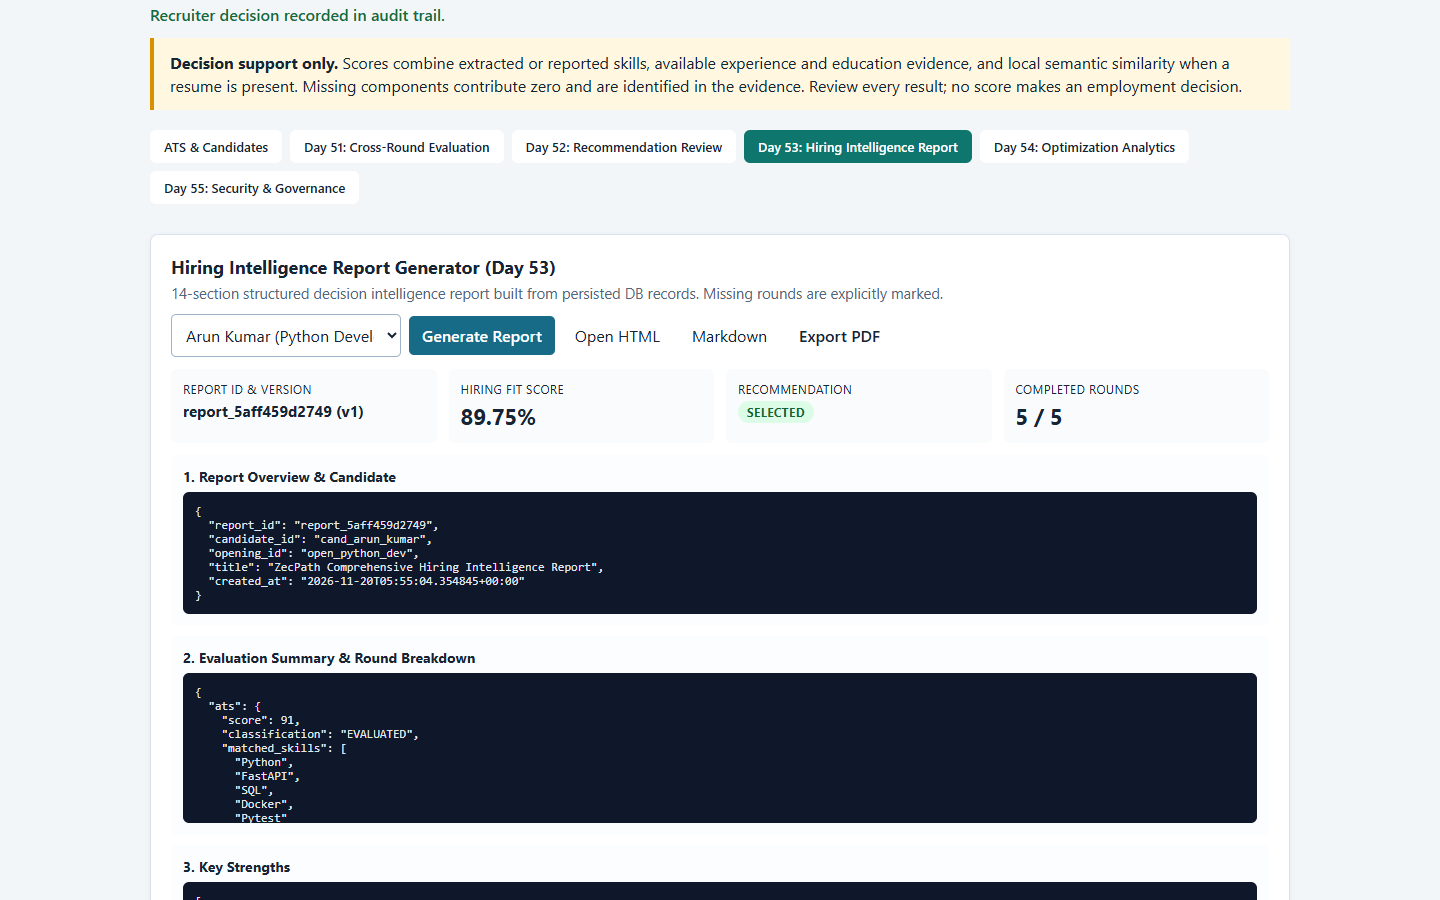 Recruiter decision recorded in audit trail.
Decision support only. Scores combine extracted or reported skills, available experience and education evidence, and local semantic similarity when a
resume is present. Missing components contribute zero and are identified in the evidence. Review every result; no score makes an employment decision.
ATS & Candidates
Day 51: Cross-Round Evaluation
Day 52: Recommendation Review
Day 53: Hiring Intelligence Report
Day 54: Optimization Analytics
Day 55: Security & Governance
Hiring Intelligence Report Generator (Day 53)
14-section structured decision intelligence report built from persisted DB records. Missing rounds are explicitly marked.
Arun Kumar (Python Devel
Generate Report
Open HTML
Markdown
Export PDF
REPORT ID & VERSION
report_5aff459d2749 (v1)
HIRING FIT SCORE
89.75%
RECOMMENDATION
SELECTED
COMPLETED ROUNDS
5 / 5
1. Report Overview & Candidate
{
  "report_id": "report_5aff459d2749",
  "candidate_id": "cand_arun_kumar",
  "opening_id": "open_python_dev",
  "title": "ZecPath Comprehensive Hiring Intelligence Report",
  "created_at": "2026-11-20T05:55:04.354845+00:00"
}
2. Evaluation Summary & Round Breakdown
{
  "ats": {
    "score": 91,
    "classification": "EVALUATED",
    "matched_skills": [
      "Python",
      "FastAPI",
      "SQL",
      "Docker",
      "Pytest"
3. Key Strengths